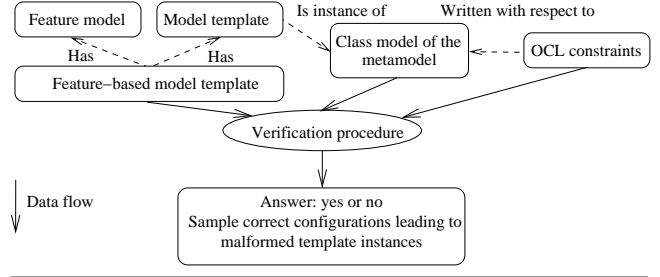 Is instance of
Written with respect to
Feature model
Model template
Class model of the
metamodel
OCL constraints
Has
Has
Feature−based model template
Verification procedure
Data flow
Answer: yes or no
Sample correct configurations leading to
malformed template instances